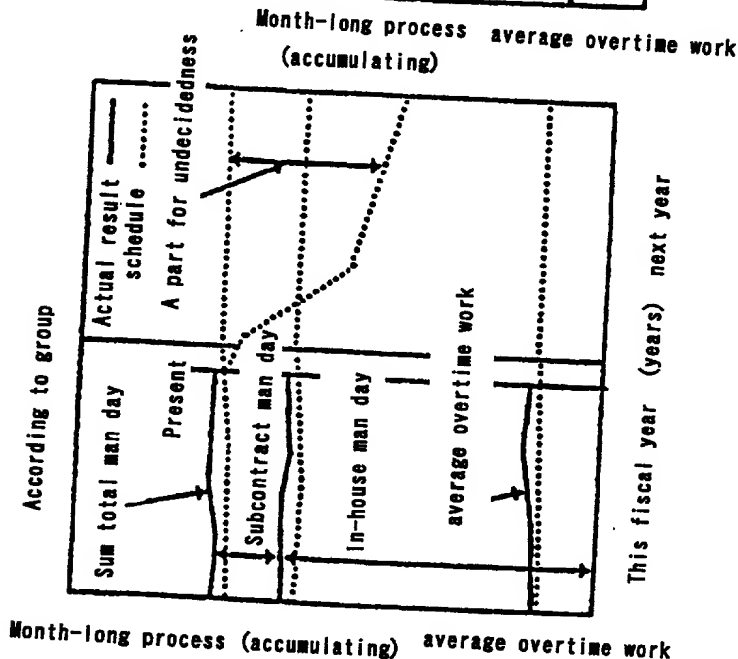 Month-long process average overtime work
(accumulating)
According to group
Actual result
schedule
A part for undecidedness
Sum total man day
Present
Subcontract man day
In-house man day
average overtime work
This fiscal year (years) next year
Month-long process (accumulating) average overtime work